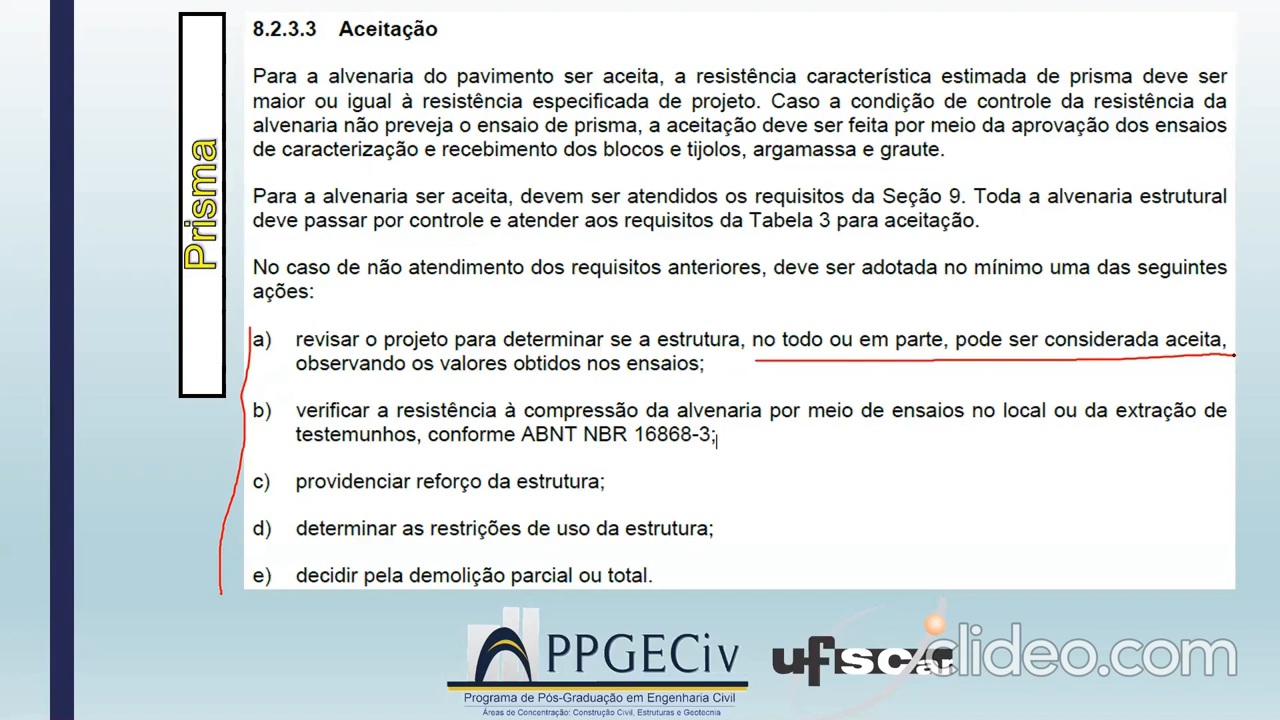 Prisma
8.2.3.3 Aceitação
Para a alvenaria do pavimento ser aceita, a resistência característica estimada de prisma deve ser
maior ou igual à resistência especificada de projeto. Caso a condição de controle da resistência da
alvenaria não preveja o ensaio de prisma, a aceitação deve ser feita por meio da aprovação dos ensaios
de caracterização e recebimento dos blocos e tijolos, argamassa e graute.
Para a alvenaria ser aceita, devem ser atendidos os requisitos da Seção 9. Toda a alvenaria estrutural
deve passar por controle e atender aos requisitos da Tabela 3 para aceitação.
No caso de não atendimento dos requisitos anteriores, deve ser adotada no mínimo uma das seguintes
ações:
a) revisar o projeto para determinar se a estrutura, no todo ou em parte, pode ser considerada aceita,
observando os valores obtidos nos ensaios;
b) verificar a resistência à compressão da alvenaria por meio de ensaios no local ou da extração de
testemunhos, conforme ABNT NBR 16868-3;
c) providenciar reforço da estrutura;
d) determinar as restrições de uso da estrutura;
e) decidir pela demolição parcial ou total.
PPGECiv
Programa de Pós-Graduação em Engenharia Civil
Áreas de Concentração: Construção Civil, Estruturas e Geotecnia
ufscar
clideo.com